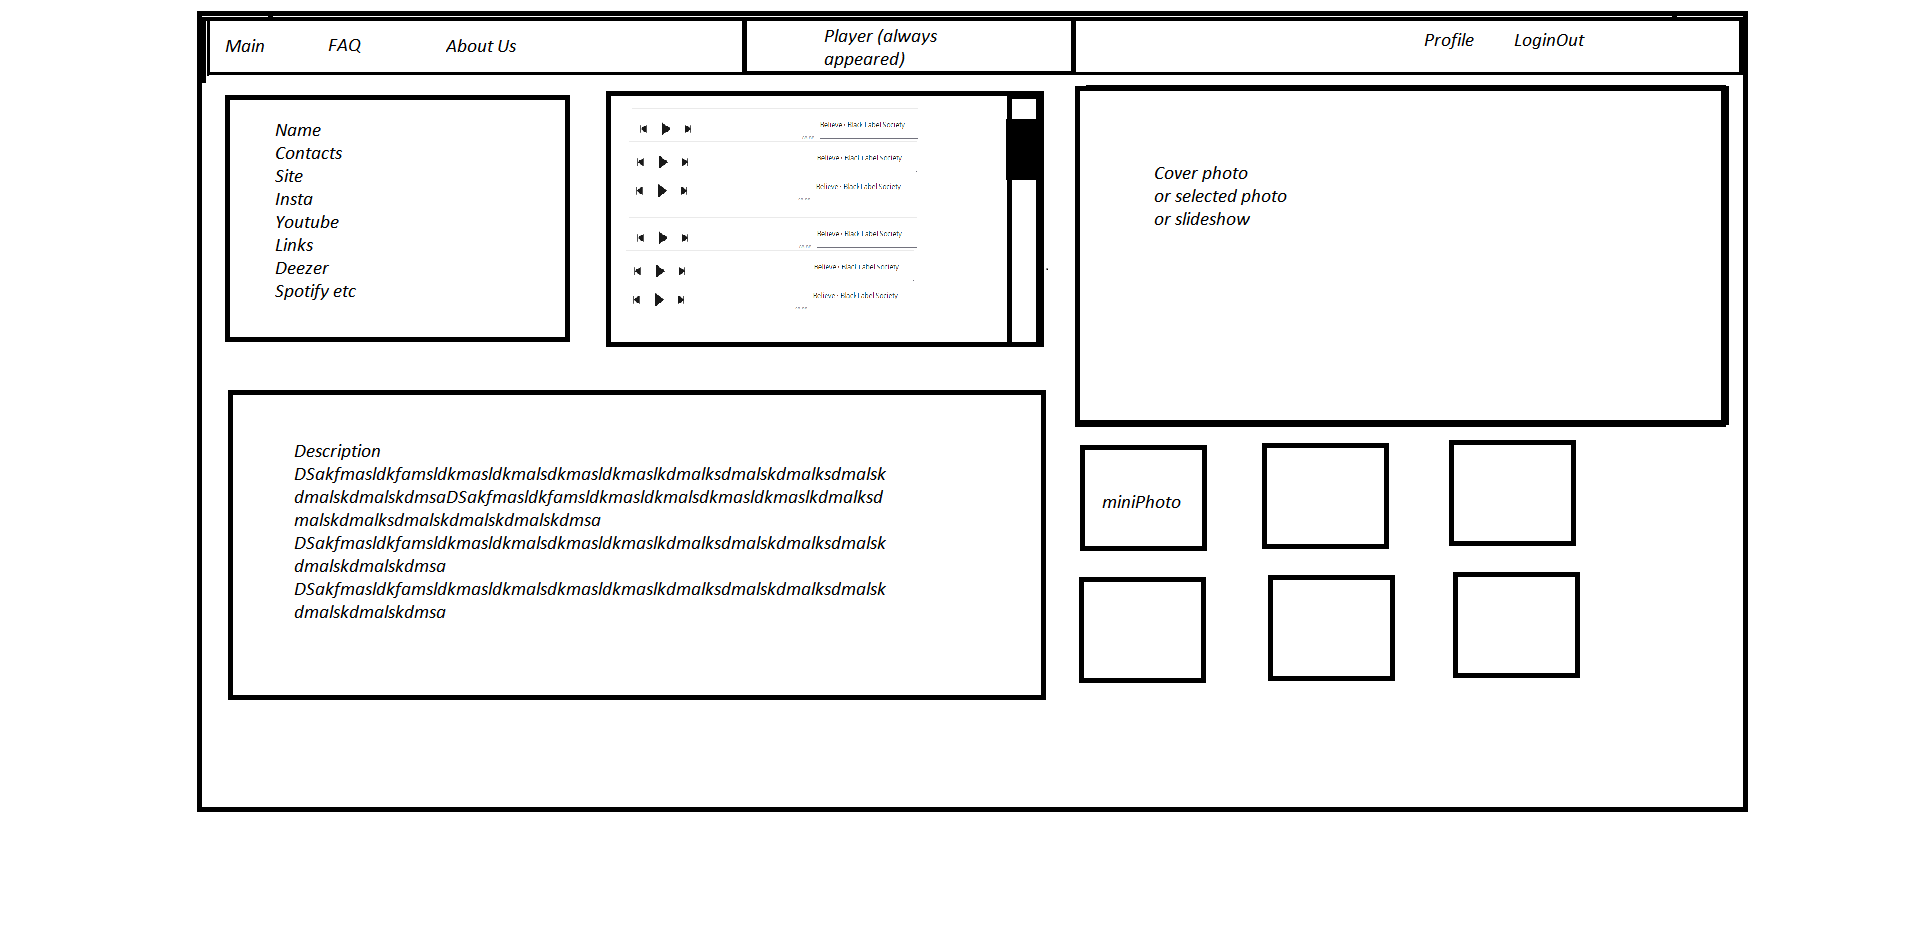 Main
FAQ
About Us
Player (always
appeared)
Profile
LoginOut
Name
Contacts
Site
Insta
Youtube
Links
Deezer
Spotify etc
Believe - Black Label Society
Believe - Black Label Society
Believe - Black Label Society
Believe - Black Label Society
Believe - Black Label Society
Believe - Black Label Society
Cover photo
or selected photo
or slideshow
Description
DSakfmasldkfamsldkmasldkmalsdkmasldkmaslkdmalksdmalskdmalksdmalsk
dmalskdmalskdmsaDSakfmasldkfamsldkmasldkmalsdkmasldkmaslkdmalksd
malskdmalksdmalskdmalskdmalskdmsa
DSakfmasldkfamsldkmasldkmalsdkmasldkmaslkdmalksdmalskdmalksdmalsk
dmalskdmalskdmsa
DSakfmasldkfamsldkmasldkmalsdkmasldkmaslkdmalksdmalskdmalksdmalsk
dmalskdmalskdmsa
miniPhoto